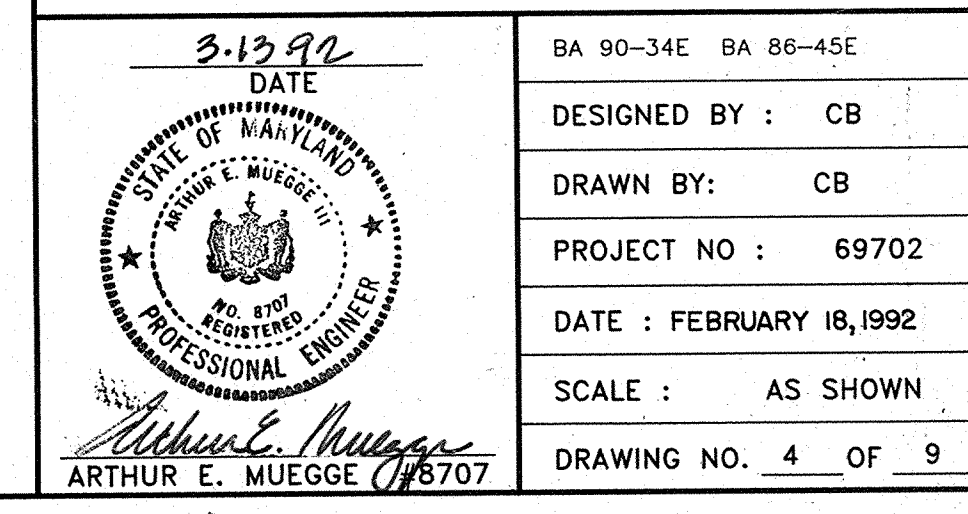 3.13.92
DATE
STATE OF MARYLAND
ARTHUR E. MUEGGE III
NO. 8707
REGISTERED
PROFESSIONAL ENGINEER
Arthur E. Muegge
ARTHUR E. MUEGGE #8707
BA 90-34E BA 86-45E
DESIGNED BY : CB
DRAWN BY: CB
PROJECT NO : 69702
DATE : FEBRUARY 18, 1992
SCALE : AS SHOWN
DRAWING NO. 4 OF 9